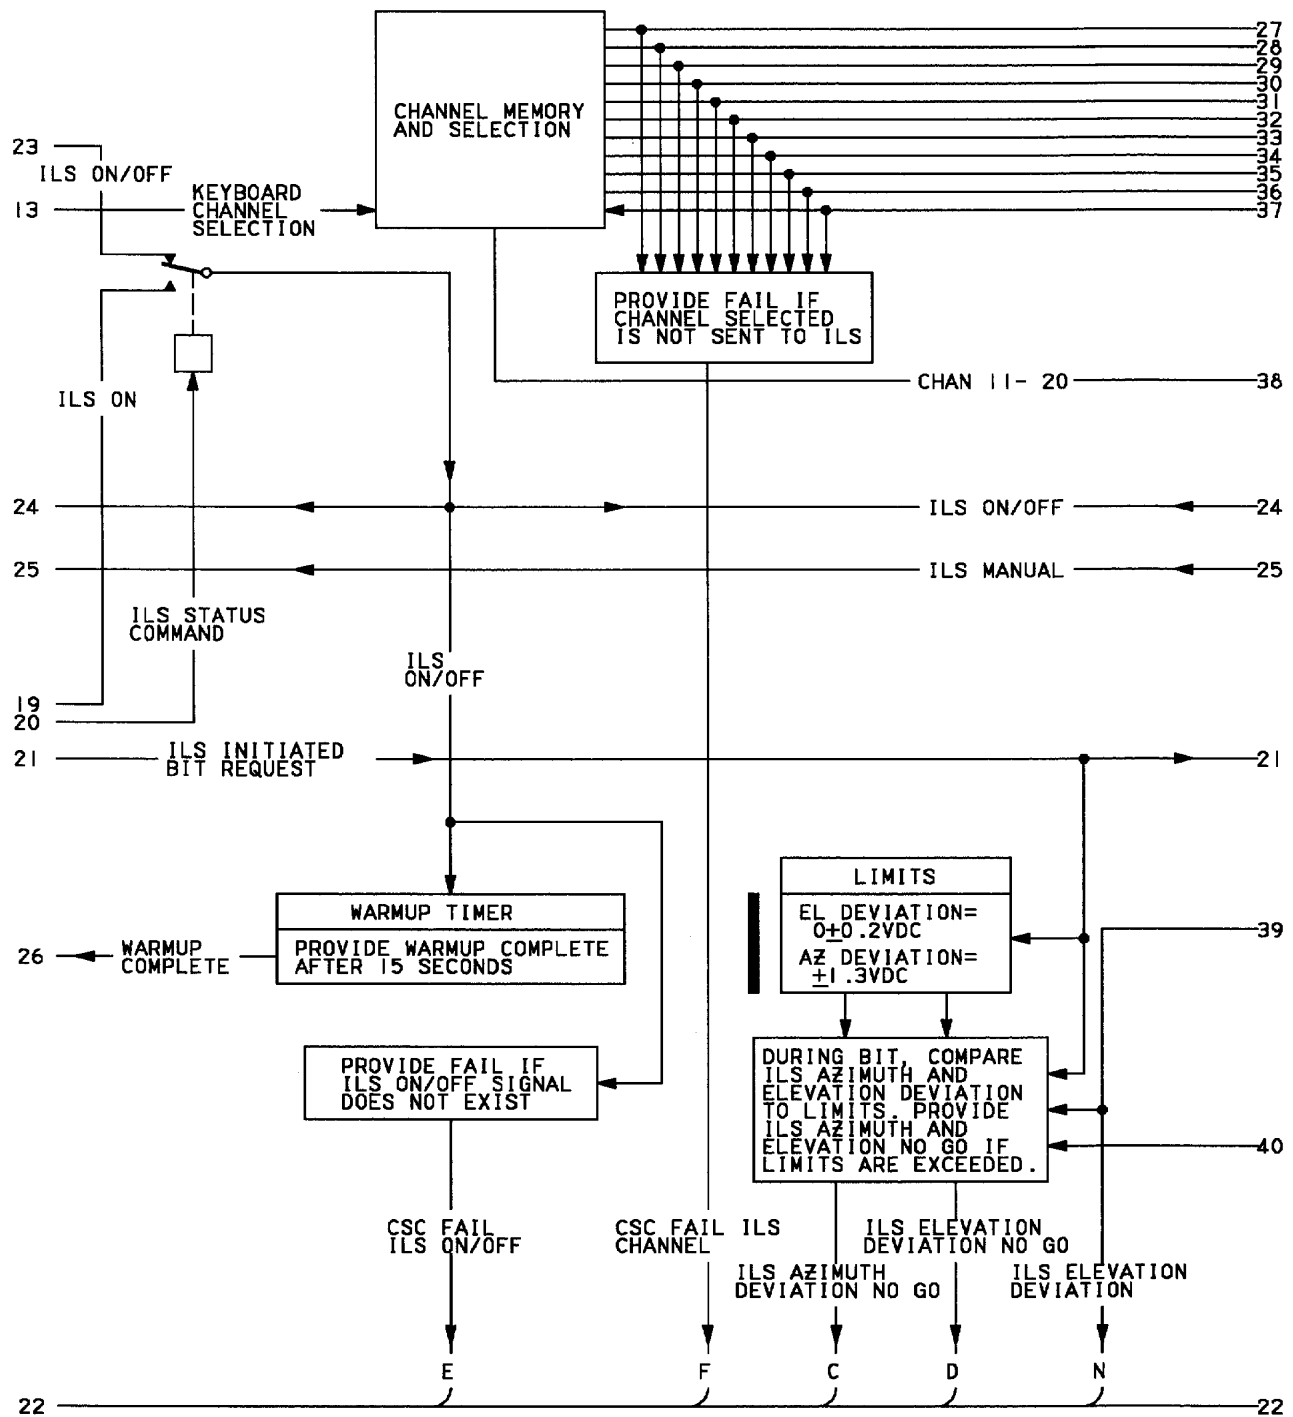 27
28
29
30
31
32
33
34
35
36
37
CHANNEL MEMORY
AND SELECTION
23
ILS ON/OFF
13
KEYBOARD
CHANNEL
SELECTION
PROVIDE FAIL IF
CHANNEL SELECTED
IS NOT SENT TO ILS
CHAN 11- 20
38
ILS ON
24
ILS ON/OFF
24
25
ILS MANUAL
25
ILS STATUS
COMMAND
ILS
ON/OFF
19
20
21
ILS INITIATED
BIT REQUEST
21
LIMITS
EL DEVIATION=
0±0.2VDC
AZ DEVIATION=
±1.3VDC
39
WARMUP TIMER
PROVIDE WARMUP COMPLETE
AFTER 15 SECONDS
26
WARMUP
COMPLETE
PROVIDE FAIL IF
ILS ON/OFF SIGNAL
DOES NOT EXIST
DURING BIT, COMPARE
ILS AZIMUTH AND
ELEVATION DEVIATION
TO LIMITS. PROVIDE
ILS AZIMUTH AND
ELEVATION NO GO IF
LIMITS ARE EXCEEDED.
40
CSC FAIL
ILS ON/OFF
CSC FAIL ILS
CHANNEL
ILS ELEVATION
DEVIATION NO GO
ILS AZIMUTH
DEVIATION NO GO
ILS ELEVATION
DEVIATION
E
F
C
D
N
22
22